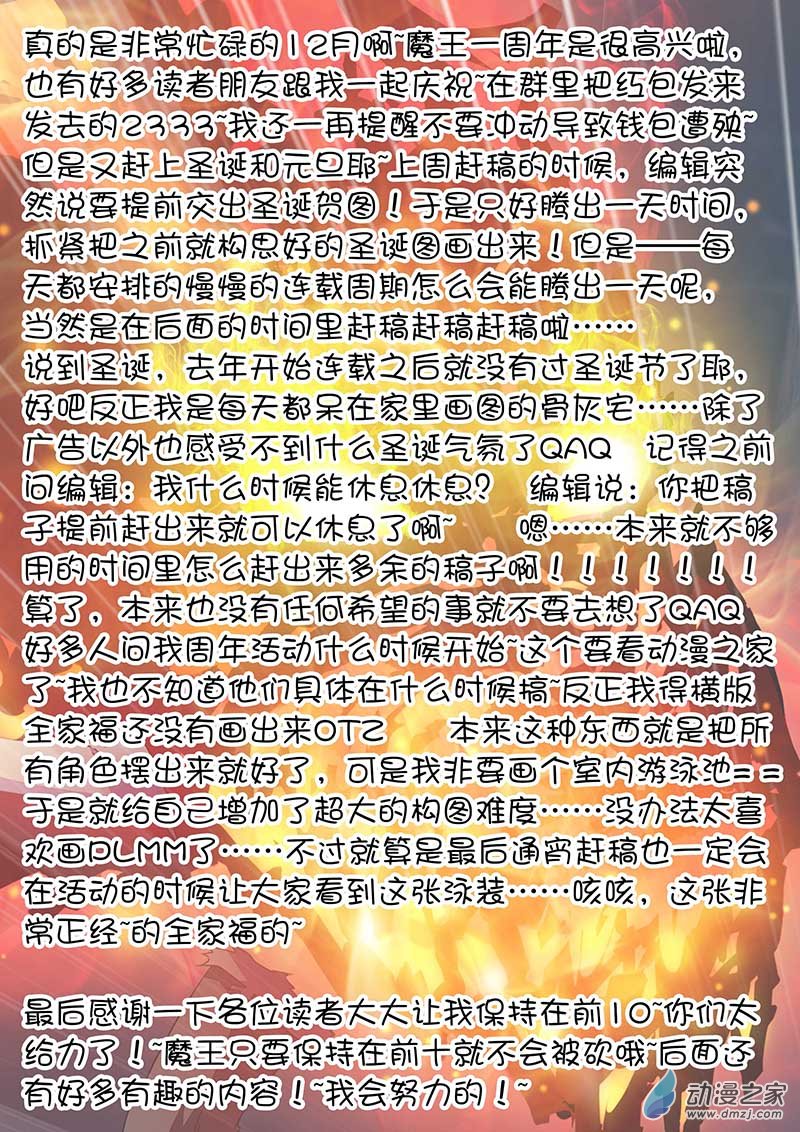 真的是非常忙碌的12月啊~魔王一周年是很高兴啦，
也有好多读者朋友跟我一起庆祝~在群里把红包发来
发去的2333~我还一再提醒不要冲动导致钱包遭殃~
但是又赶上圣诞和元旦耶~上周赶稿的时候，编辑突
然说要提前交出圣诞贺图！于是只好腾出一天时间，
抓紧把之前就构思好的圣诞图画出来！但是——每
天都安排的慢慢的连载周期怎么会能腾出一天呢，
当然是在后面的时间里赶稿赶稿赶稿啦……
说到圣诞，去年开始连载之后就没有过圣诞节了耶，
好吧反正我是每天都呆在家里画图的骨灰宅……除了
广告以外也感受不到什么圣诞气氛了QAQ 记得之前
问编辑：我什么时候能休息休息？ 编辑说：你把稿
子提前赶出来就可以休息了啊~ 嗯……本来就不够
用的时间里怎么赶出来多余的稿子啊！！！！！！！
算了，本来也没有任何希望的事就不要去想了QAQ
好多人问我周年活动什么时候开始~这个要看动漫之家
了~我也不知道他们具体在什么时候搞~反正我得横版
全家福还没有画出来OTZ 本来这种东西就是把所
有角色摆出来就好了，可是我非要画个室内游泳池==
于是就给自己增加了超大的构图难度……没办法太喜
欢画PLMM了……不过就算是最后通宵赶稿也一定会
在活动的时候让大家看到这张泳装……咳咳，这张非
常正经~的全家福的~
最后感谢一下各位读者大大让我保持在前10~你们太
给力了！~魔王只要保持在前十就不会被砍哦~后面还
有好多有趣的内容！~我会努力的！~
动漫之家
www.dmzj.com